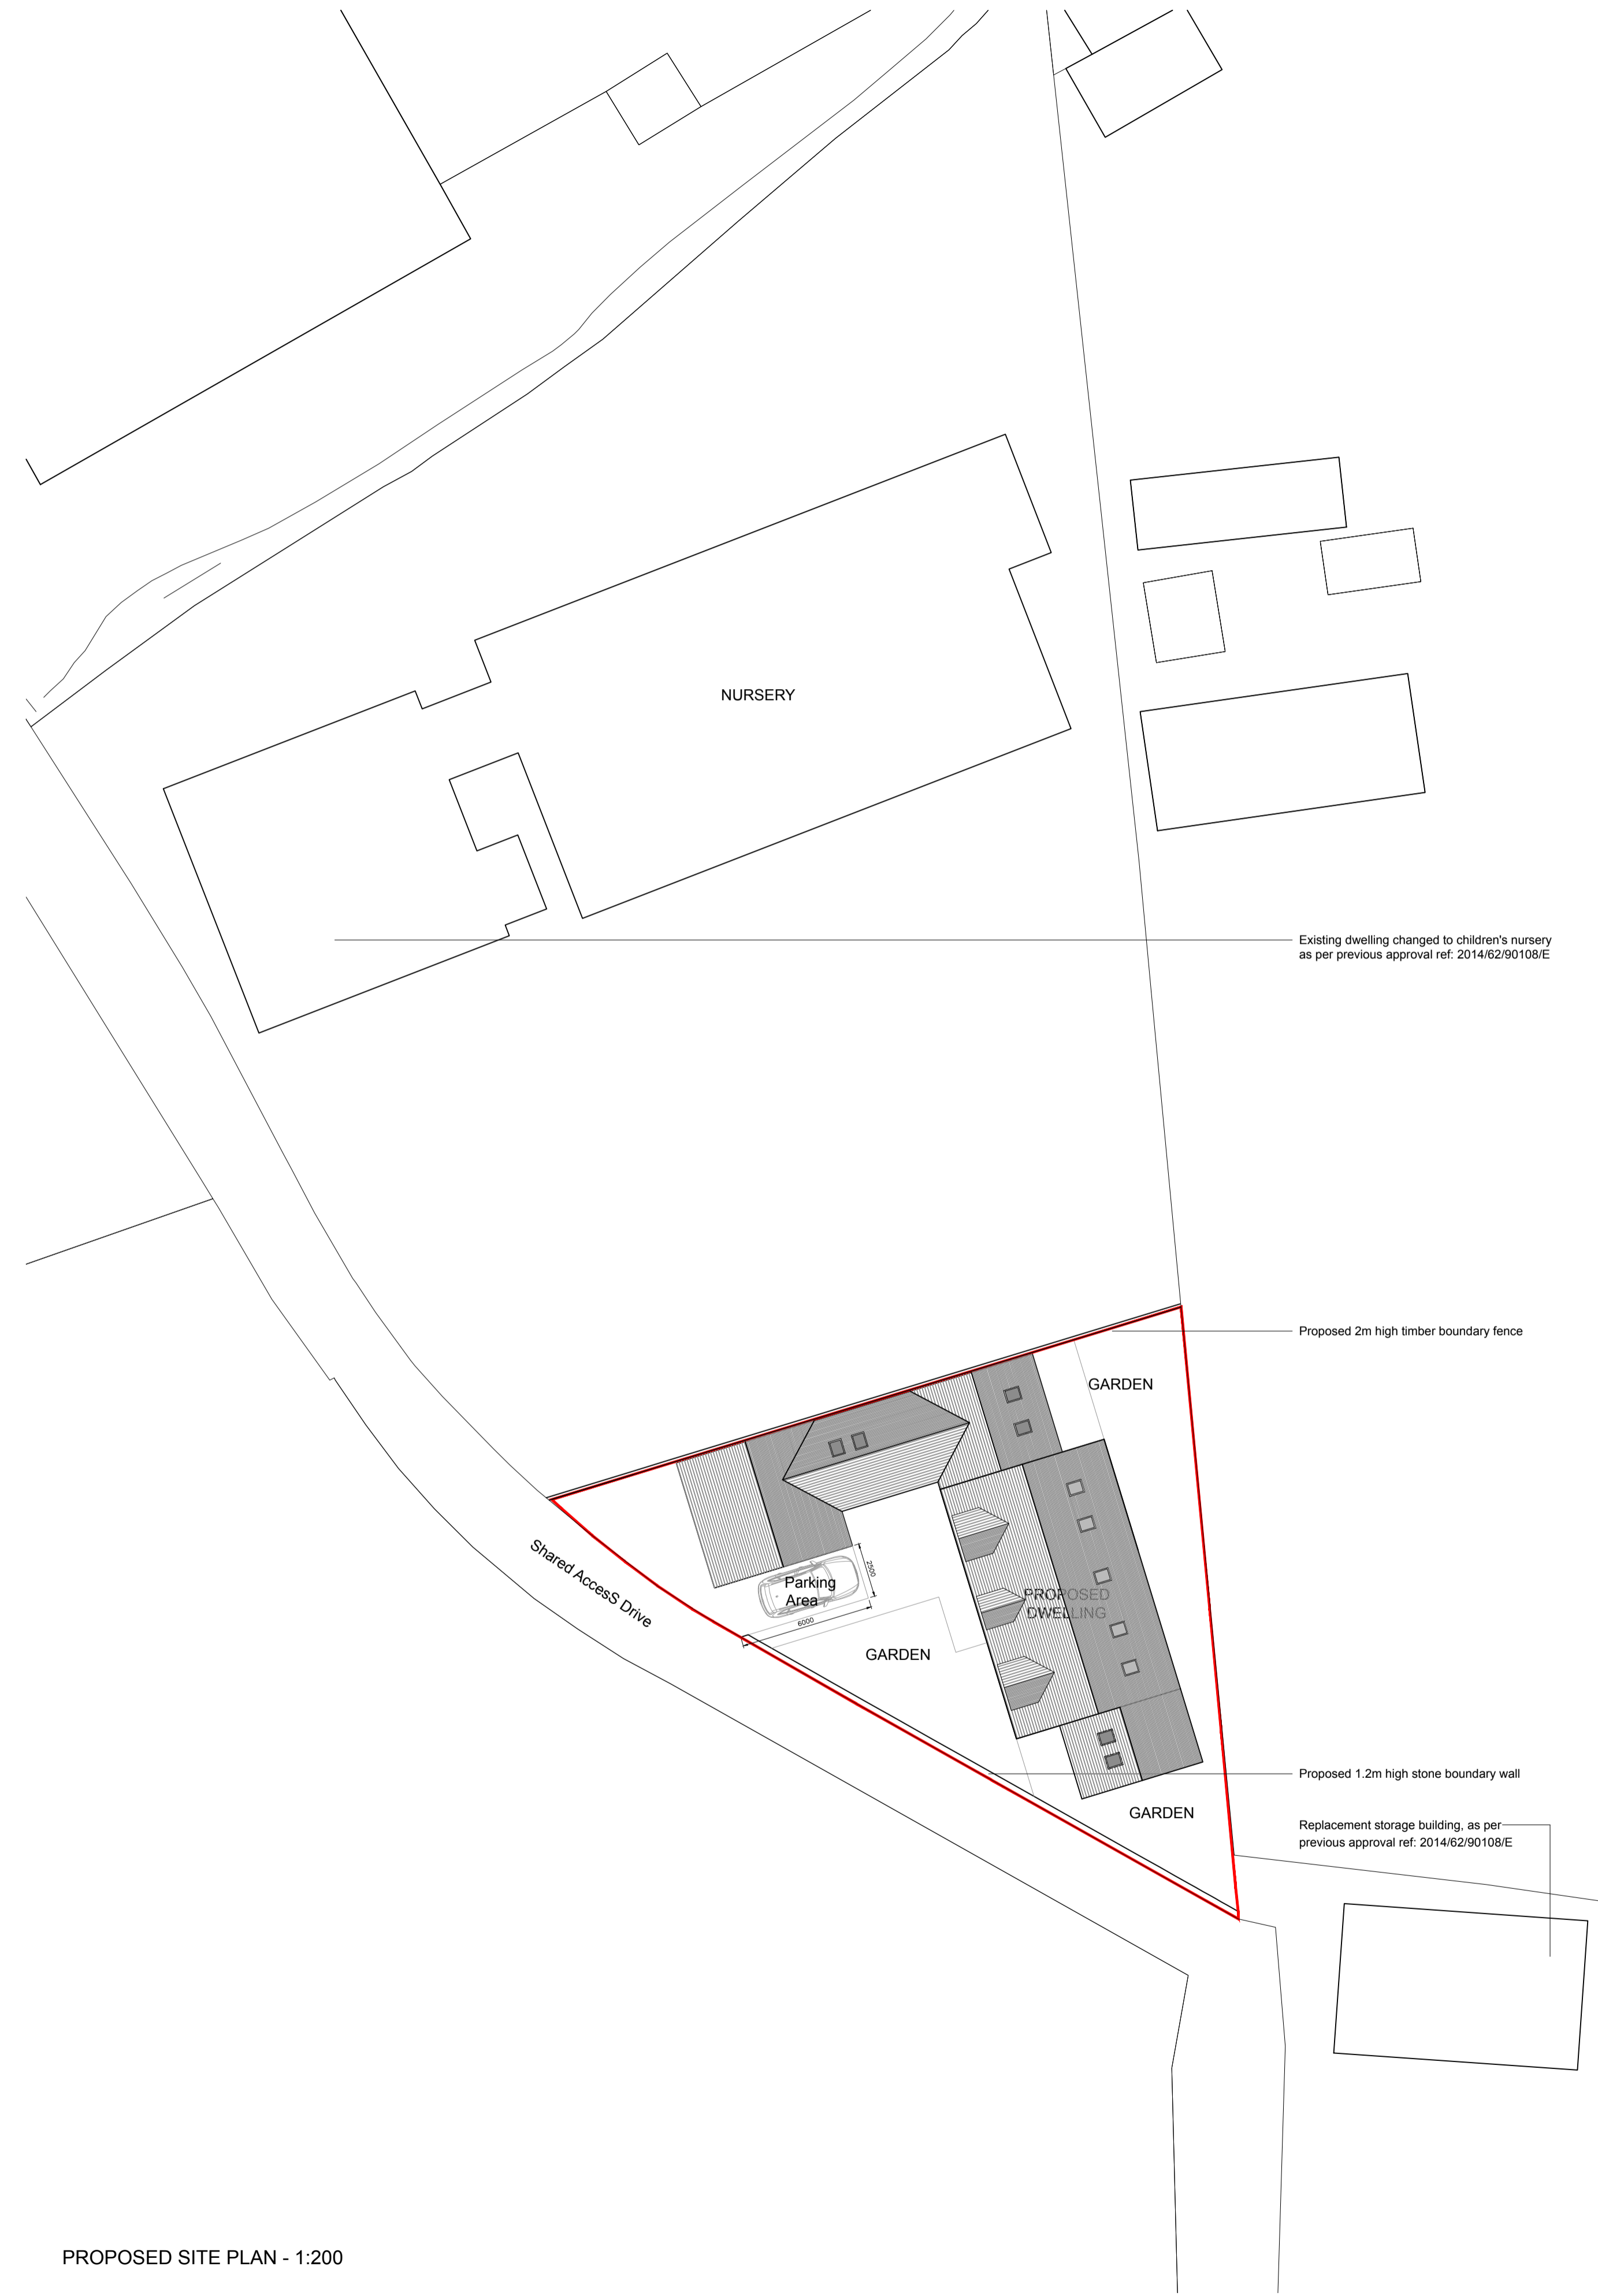 NURSERY
Existing dwelling changed to children's nursery
as per previous approval ref: 2014/62/90108/E
Proposed 2m high timber boundary fence
GARDEN
Shared AccesS Drive
Parking
Area
2500
6000
PROPOSED
DWELLING
GARDEN
Proposed 1.2m high stone boundary wall
GARDEN
Replacement storage building, as per
previous approval ref: 2014/62/90108/E
PROPOSED SITE PLAN - 1:200